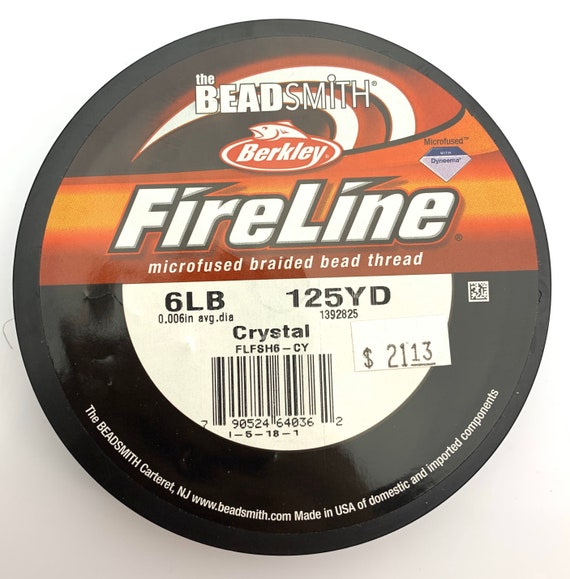 the
BEADSMITH®
Berkley
Microfused™
WITH
Dyneema®
FireLine®
microfused braided bead thread
6LB 125YD
0.006in avg.dia 1392825
Crystal
FLFSH6-CY
$ 21.13
7 90524 64036 2
I-5-18-1
The BEADSMITH Carteret, NJ www.beadsmith.com Made in USA of domestic and imported components